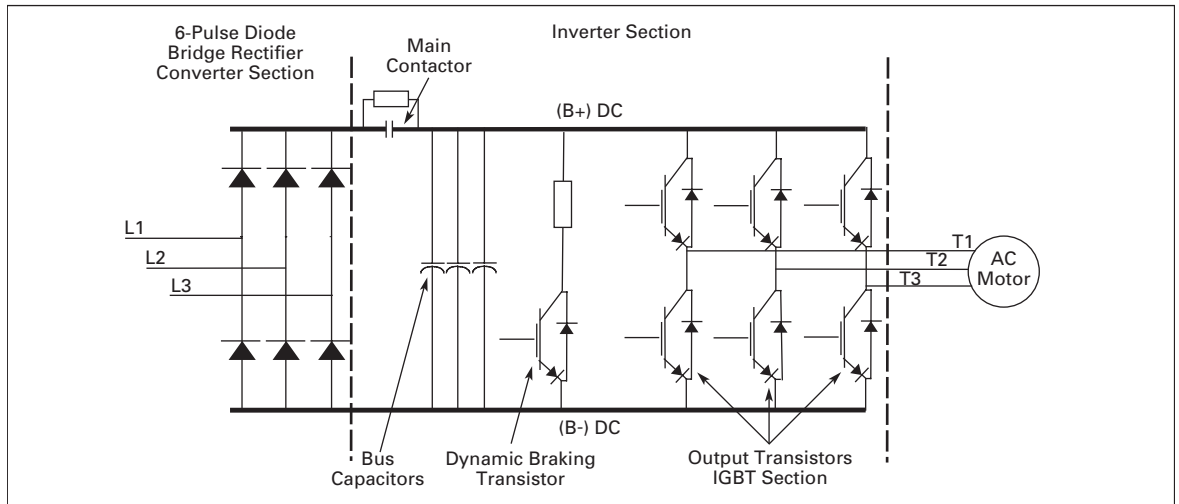 6-Pulse Diode
Bridge Rectifier
Converter Section
Inverter Section
Main
Contactor
(B+) DC
L1
L2
L3
T1
T2
T3
AC
Motor
(B-) DC
Bus
Capacitors
Dynamic Braking
Transistor
Output Transistors
IGBT Section